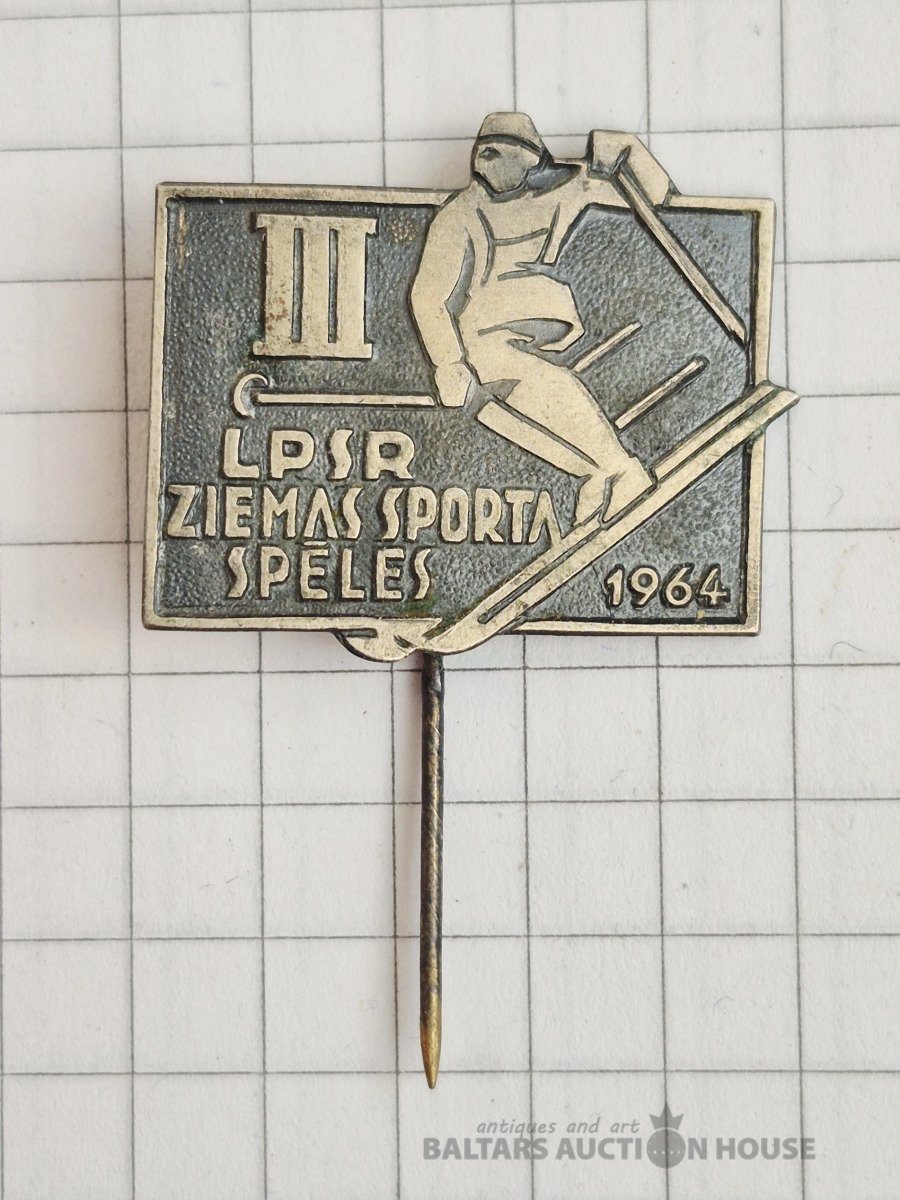 III
LPSR
ZIEMAS SPORTA
SPĒLES
1964
antiques and art
BALTARS AUCTION HOUSE